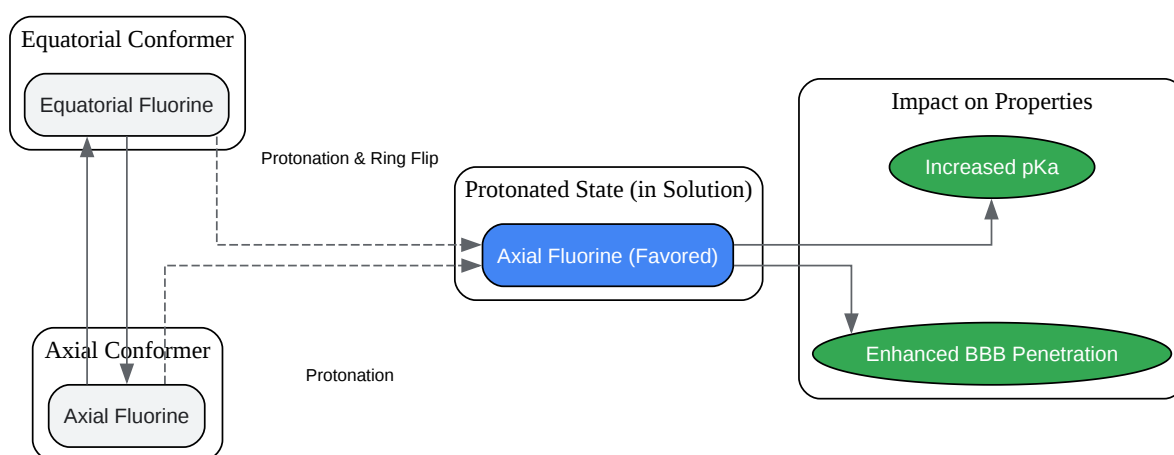 Equatorial Conformer
Equatorial Fluorine
Protonation & Ring Flip
Protonated State (in Solution)
Axial Fluorine (Favored)
Impact on Properties
Increased pKa
Enhanced BBB Penetration
Axial Conformer
Axial Fluorine
Protonation